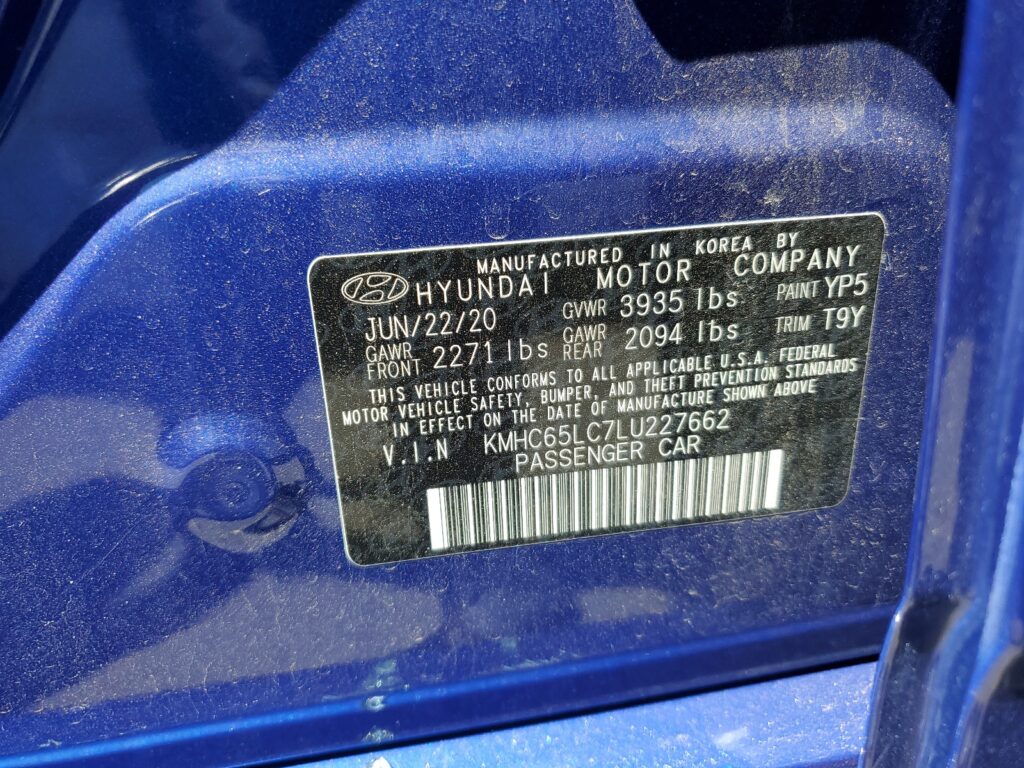 MANUFACTURED IN KOREA BY
HYUNDAI MOTOR COMPANY
JUN/22/20 GVWR 3935 lbs PAINT YP5
GAWR FRONT 2271 lbs GAWR REAR 2094 lbs TRIM T9Y
THIS VEHICLE CONFORMS TO ALL APPLICABLE U.S.A. FEDERAL
MOTOR VEHICLE SAFETY, BUMPER, AND THEFT PREVENTION STANDARDS
IN EFFECT ON THE DATE OF MANUFACTURE SHOWN ABOVE
V.I.N KMHC65LC7LU227662
PASSENGER CAR